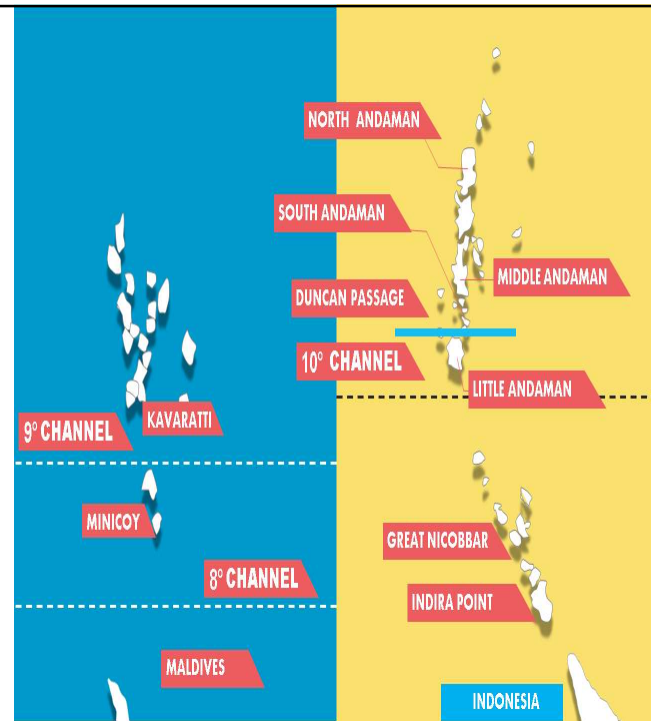 NORTH ANDAMAN
SOUTH ANDAMAN
MIDDLE ANDAMAN
DUNCAN PASSAGE
10° CHANNEL
LITTLE ANDAMAN
KAVARATTI
9° CHANNEL
MINICOY
GREAT NICOBBAR
8° CHANNEL
INDIRA POINT
MALDIVES
INDONESIA